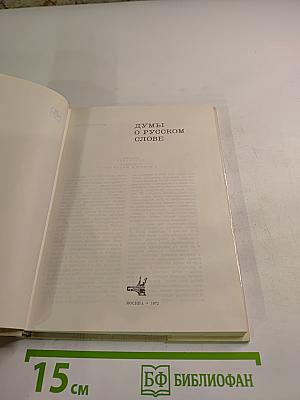 ДУМЫ
О РУССКОМ
СЛОВЕ
МОСКВА • 1972
15 см
БФ БИБЛИОФАН